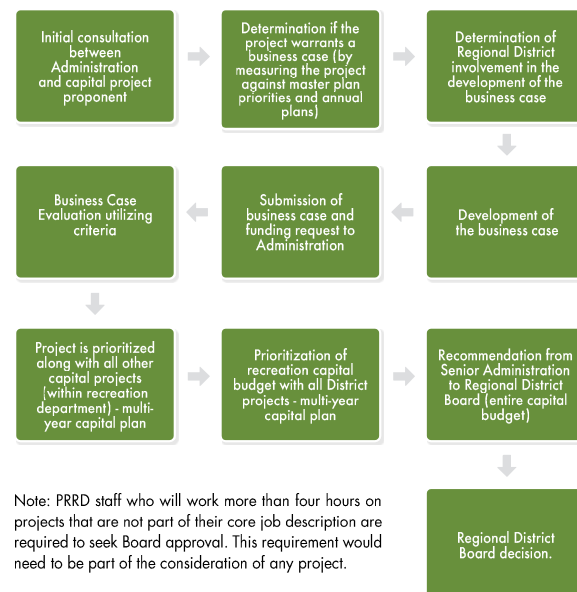 Initial consultation
between
Administration
and capital project
proponent
Determination if the
project warrants a
business case (by
measuring the project
against master plan
priorities and annual
plans)
Determination of
Regional District
involvement in the
development of the
business case
Development of
the business case
Submission of
business case and
funding request to
Administration
Business Case
Evaluation utilizing
criteria
Project is prioritized
along with all other
capital projects
(within recreation
department) - multi-
year capital plan
Prioritization of
recreation capital
budget with all District
projects - multi-year
capital plan
Recommendation from
Senior Administration
to Regional District
Board (entire capital
budget)
Regional District
Board decision.
Note: PRRD staff who will work more than four hours on
projects that are not part of their core job description are
required to seek Board approval. This requirement would
need to be part of the consideration of any project.